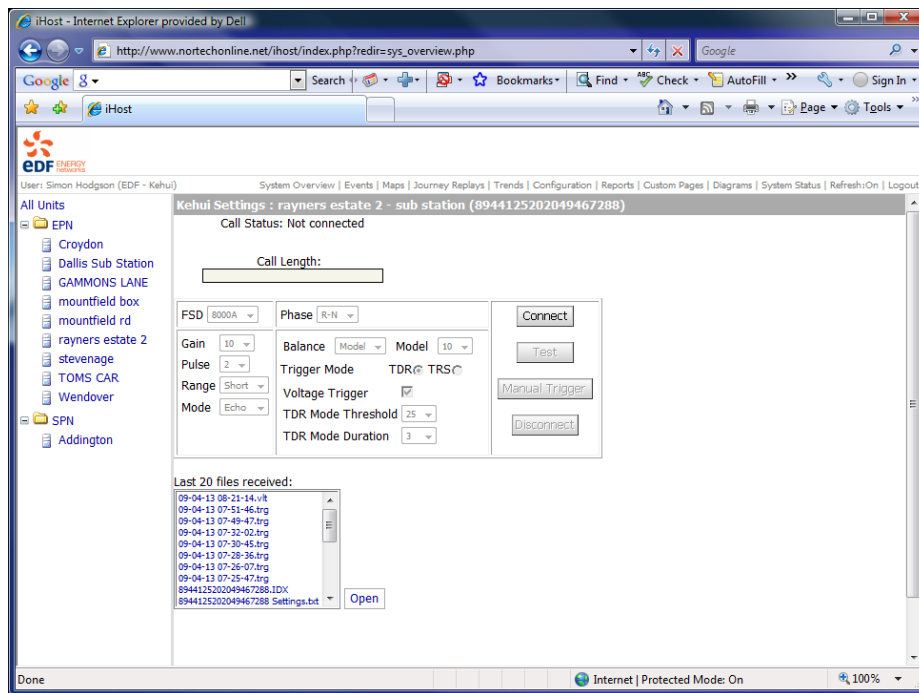 iHost - Internet Explorer provided by Dell
http://www.nortechonline.net/ihost/index.php?redir=sys_overview.php
Google
Google
Search
Bookmarks
Find
Check
AutoFill
Sign In
iHost
Page
Tools
eDF ENERGY networks
User: Simon Hodgson (EDF - Kehui)
System Overview | Events | Maps | Journey Replays | Trends | Configuration | Reports | Custom Pages | Diagrams | System Status | Refresh:On | Logout
All Units
EPN
Croydon
Dallis Sub Station
GAMMONS LANE
mountfield box
mountfield rd
rayners estate 2
stevenage
TOMS CAR
Wendover
SPN
Addington
Kehui Settings : rayners estate 2 - sub station (8944125202049467288)
Call Status: Not connected
Call Length:
FSD 8000A
Phase R-N
Gain 10
Pulse 2
Range Short
Mode Echo
Balance Model Model 10
Trigger Mode TDR TRS
Voltage Trigger
TDR Mode Threshold 25
TDR Mode Duration 3
Connect
Test
Manual Trigger
Disconnect
Last 20 files received:
09-04-13 08-21-14.vlt
09-04-13 07-51-46.trg
09-04-13 07-49-47.trg
09-04-13 07-32-02.trg
09-04-13 07-30-45.trg
09-04-13 07-28-36.trg
09-04-13 07-26-07.trg
09-04-13 07-25-47.trg
8944125202049467288.IDX
8944125202049467288 Settings.txt
Open
Done
Internet | Protected Mode: On
100%